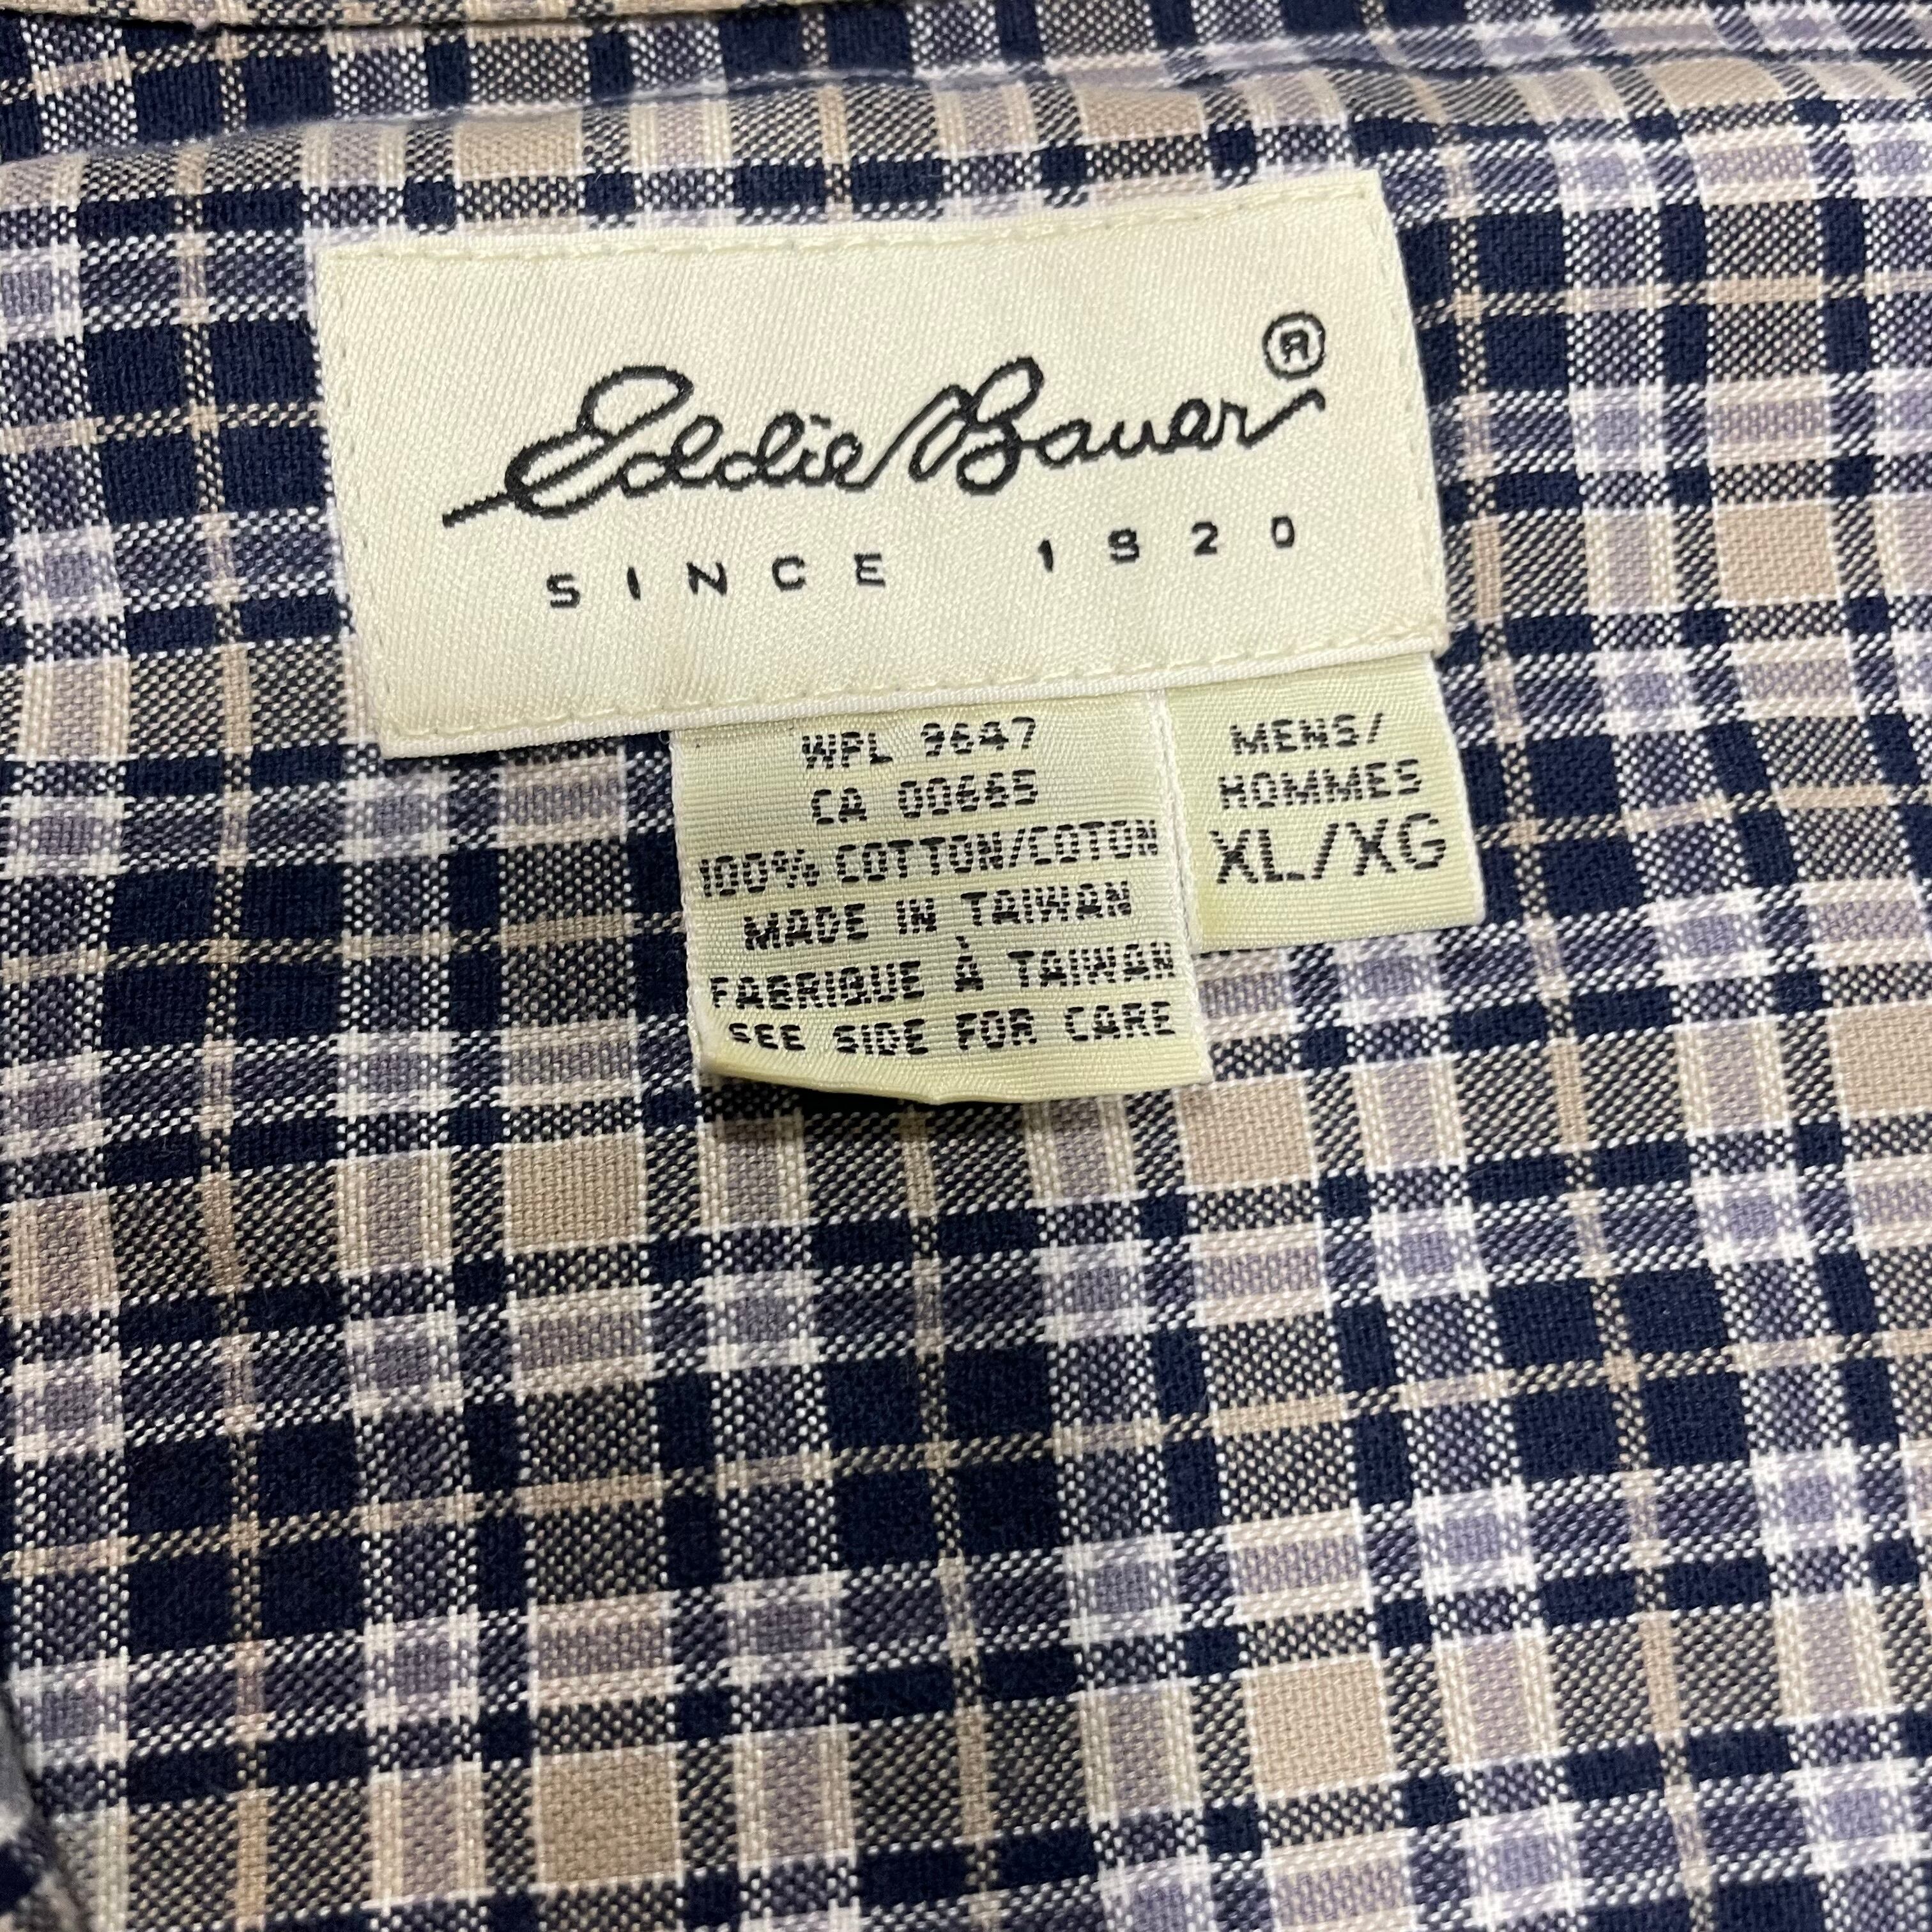 Eddie Bauer®
SINCE 1920
WPL 9647
CA 00665
100% COTTON/COTON
MADE IN TAIWAN
FABRIQUE À TAIWAN
SEE SIDE FOR CARE
MENS/
HOMMES
XL/XG